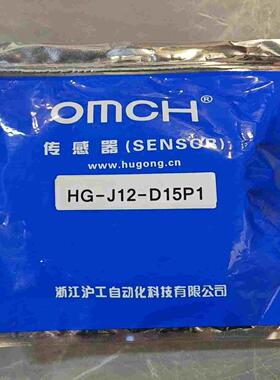 OMCH®
传感器(SENSOR)
www.hugong.cn
HG-J12-D15P1
浙江沪工自动化科技有限公司